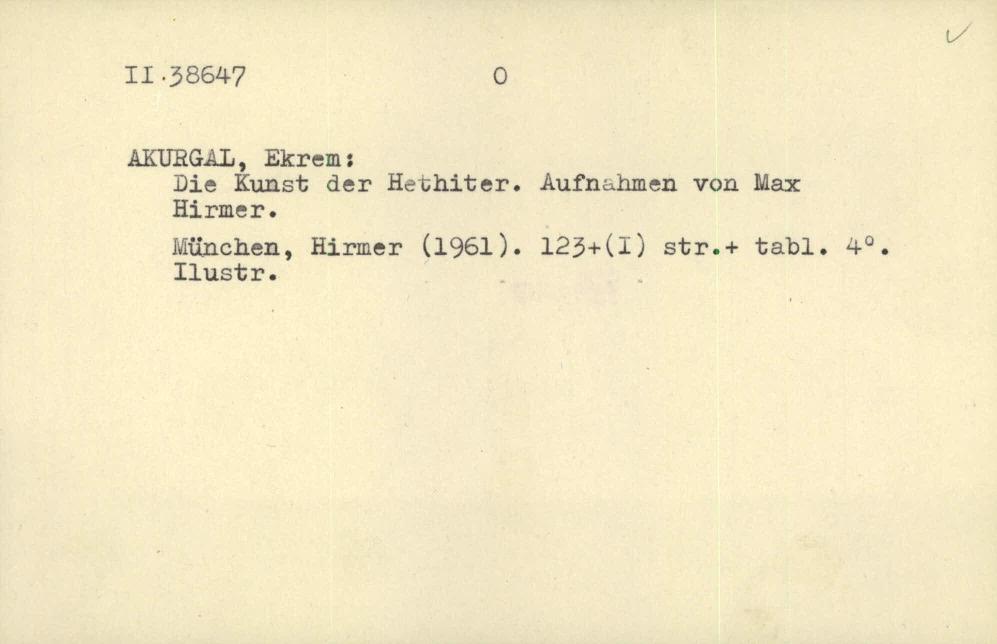 II.38647 O
AKURGAL, Ekrem:
Die Kunst der Hethiter. Aufnahmen von Max
Hirmer.
München, Hirmer (1961). 123+(I) str.+ tabl. 4°.
Ilustr.